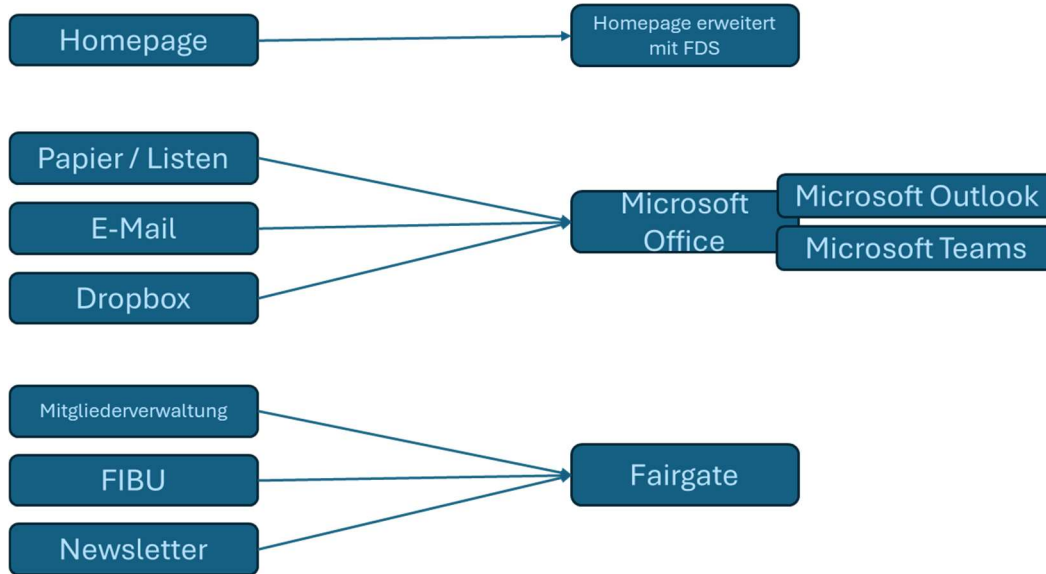 Homepage
Homepage erweitert
mit FDS
Papier / Listen
E-Mail
Dropbox
Microsoft
Office
Microsoft Outlook
Microsoft Teams
Mitgliederverwaltung
FIBU
Newsletter
Fairgate